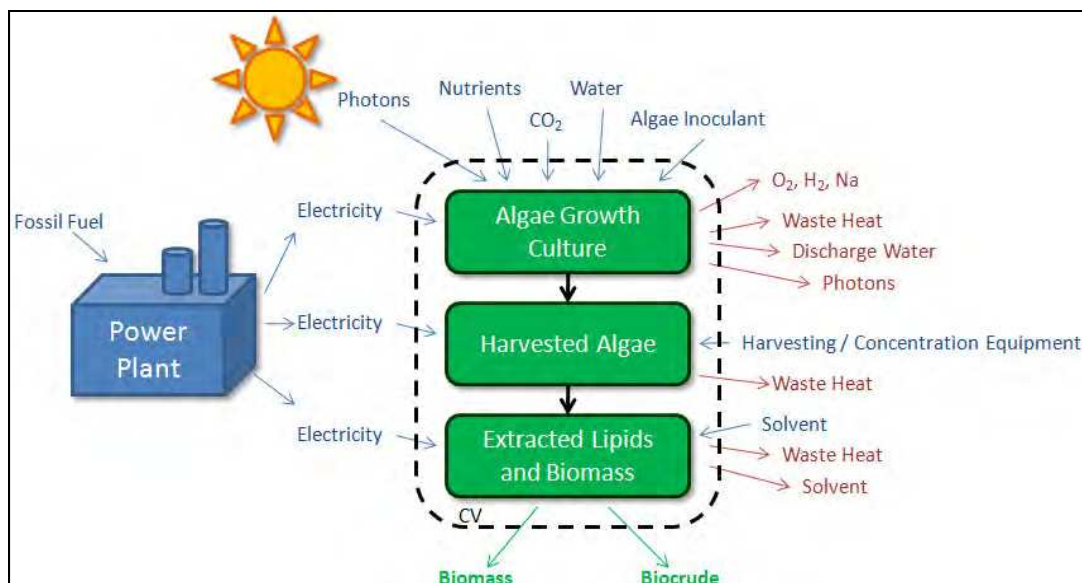 Photons
Nutrients
CO₂
Water
Algae Inoculant
Fossil Fuel
Power
Plant
Electricity
Electricity
Electricity
Algae Growth
Culture
O₂, H₂, Na
Waste Heat
Discharge Water
Photons
Harvested Algae
Harvesting / Concentration Equipment
Waste Heat
Extracted Lipids
and Biomass
Solvent
Waste Heat
Solvent
CV
Biomass
Biocrude